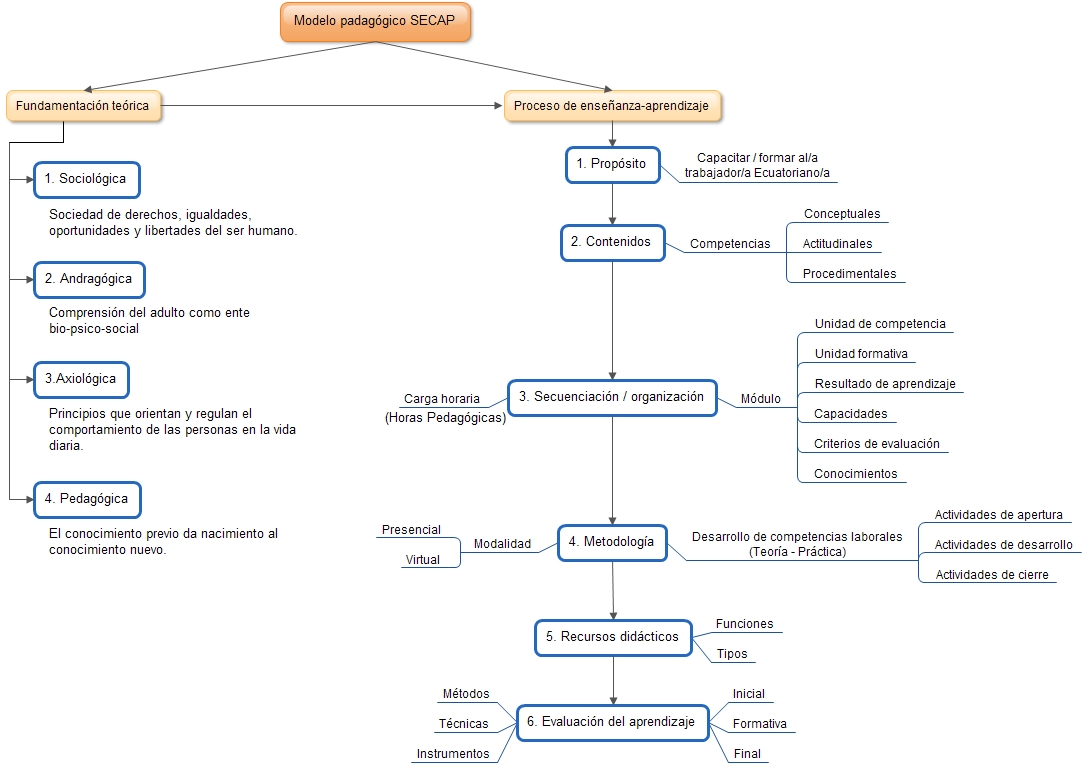 Modelo padagógico SECAP
Fundamentación teórica
Proceso de enseñanza-aprendizaje
1. Sociológica
Sociedad de derechos, igualdades,
oportunidades y libertades del ser humano.
2. Andragógica
Comprensión del adulto como ente
bio-psico-social
3.Axiológica
Principios que orientan y regulan el
comportamiento de las personas en la vida
diaria.
4. Pedagógica
El conocimiento previo da nacimiento al
conocimiento nuevo.
1. Propósito
Capacitar / formar al/a
trabajador/a Ecuatoriano/a
2. Contenidos
Competencias
Conceptuales
Actitudinales
Procedimentales
Carga horaria
(Horas Pedagógicas)
3. Secuenciación / organización
Módulo
Unidad de competencia
Unidad formativa
Resultado de aprendizaje
Capacidades
Criterios de evaluación
Conocimientos
Presencial
Virtual
Modalidad
4. Metodología
Desarrollo de competencias laborales
(Teoría - Práctica)
Actividades de apertura
Actividades de desarrollo
Actividades de cierre
5. Recursos didácticos
Funciones
Tipos
Métodos
Técnicas
Instrumentos
6. Evaluación del aprendizaje
Inicial
Formativa
Final